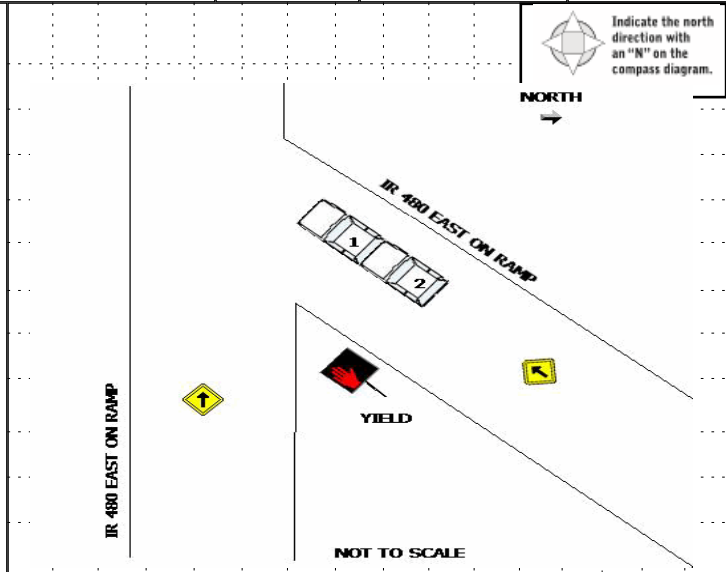 Indicate the north
direction with
an "N" on the
compass diagram.
NORTH
IR 480 EAST ON RAMP
1
2
YIELD
IR 480 EAST ON RAMP
NOT TO SCALE